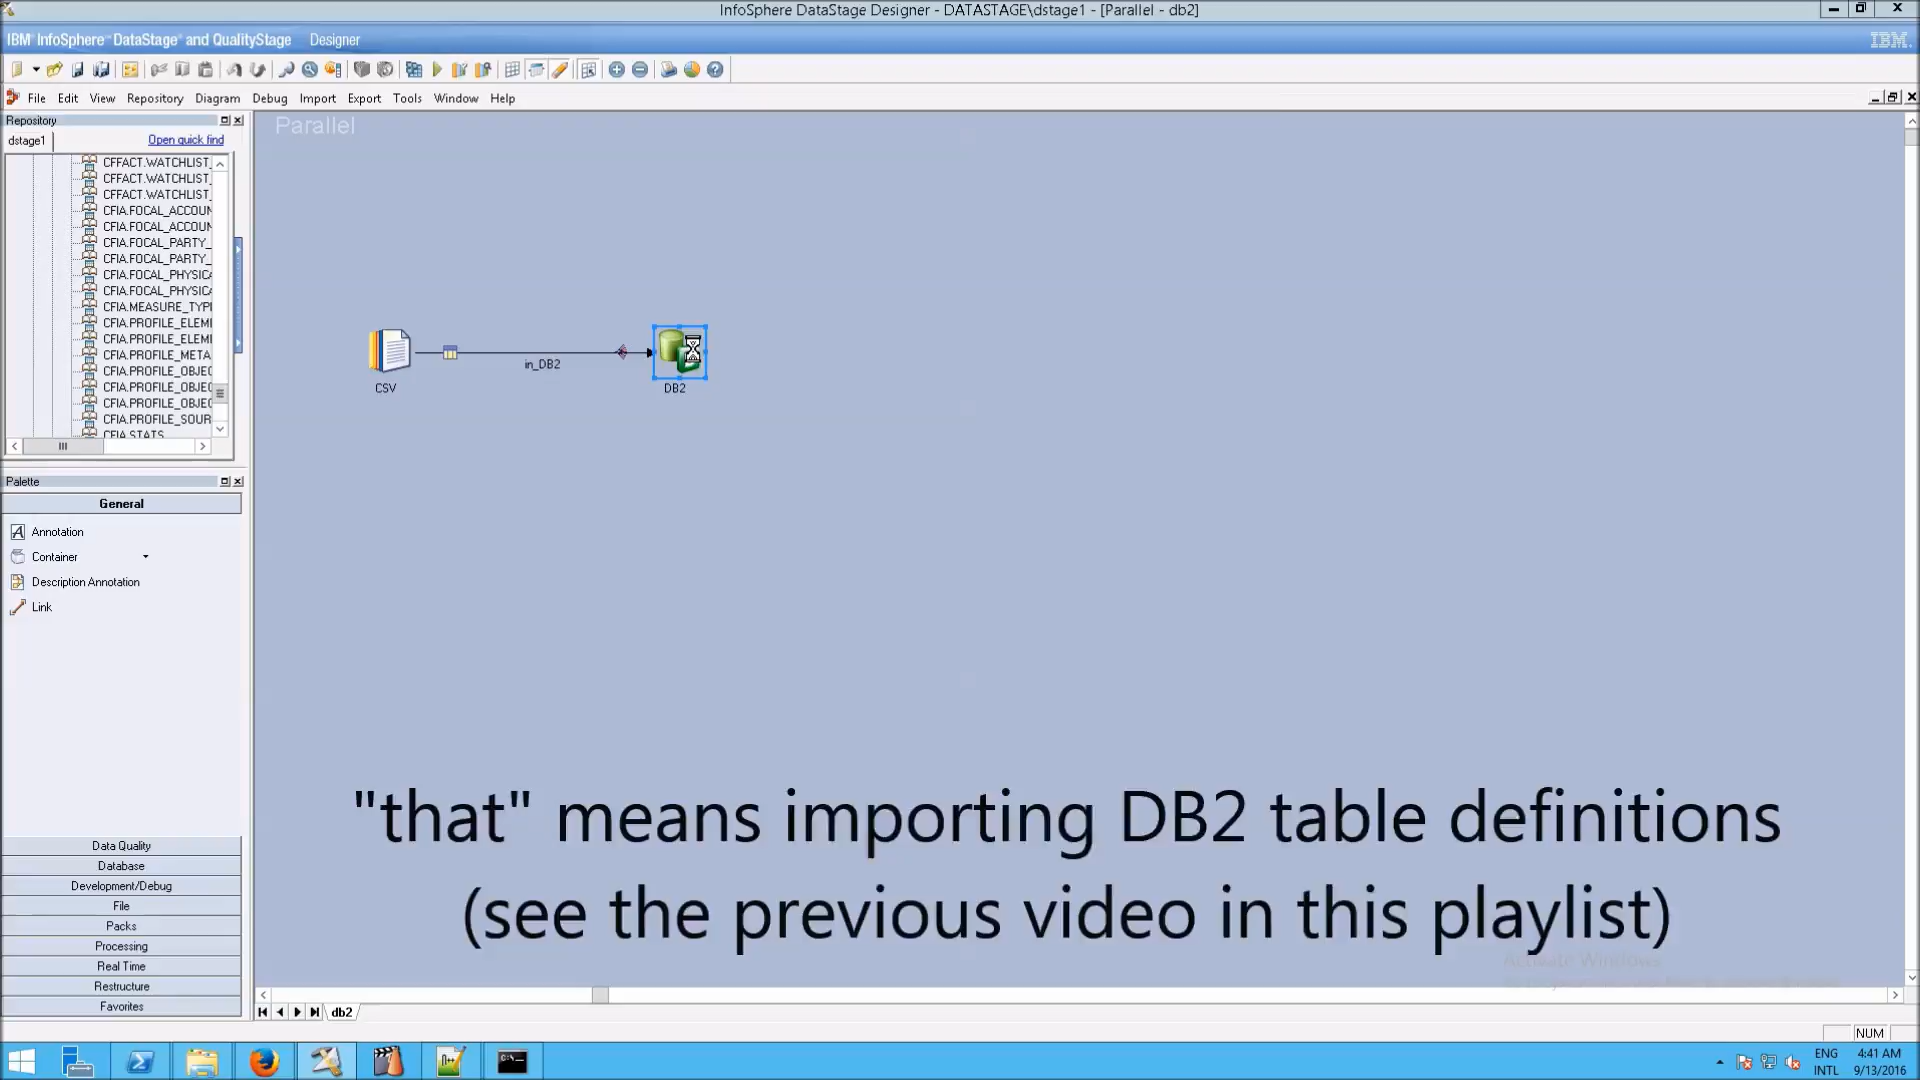 InfoSphere DataStage Designer - DATASTAGE\dstage1 - [Parallel - db2]
IBM InfoSphere DataStage and QualityStage Designer
IBM
File Edit View Repository Diagram Debug Import Export Tools Window Help
Repository
dstage1 Open quick find
CFFACT.WATCHLIST_
CFFACT.WATCHLIST_
CFFACT.WATCHLIST_
CFIA.FOCAL_ACCOUN
CFIA.FOCAL_ACCOUN
CFIA.FOCAL_PARTY_
CFIA.FOCAL_PARTY_
CFIA.FOCAL_PHYSICA
CFIA.FOCAL_PHYSICA
CFIA.MEASURE_TYPE
CFIA.PROFILE_ELEME
CFIA.PROFILE_ELEME
CFIA.PROFILE_META
CFIA.PROFILE_OBJEC
CFIA.PROFILE_OBJEC
CFIA.PROFILE_OBJEC
CFIA.PROFILE_SOUR
CFIA.STATS
Parallel
in_DB2
CSV
DB2
Palette
General
Annotation
Container
Description Annotation
Link
Data Quality
Database
Development/Debug
File
Packs
Processing
Real Time
Restructure
Favorites
"that" means importing DB2 table definitions
(see the previous video in this playlist)
Activate Windows
db2
NUM
ENG
INTL
4:41 AM
9/13/2016